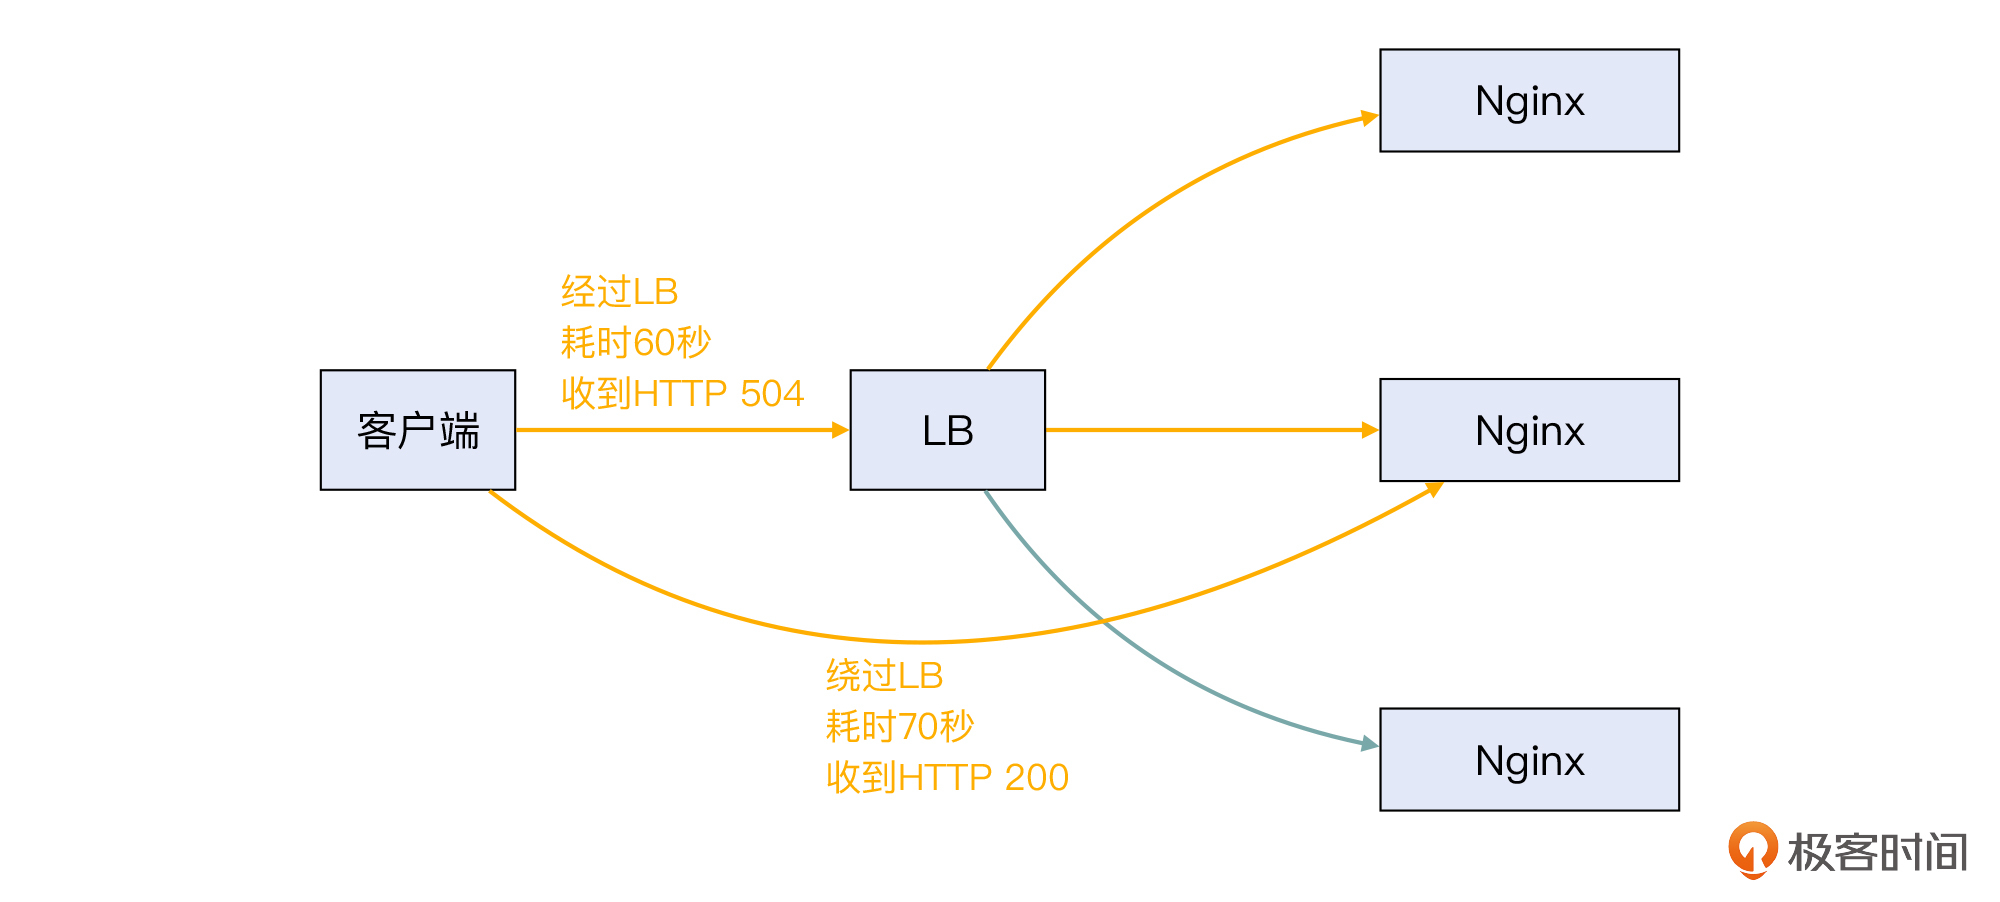 Nginx
经过LB
耗时60秒
收到HTTP 504
客户端
LB
Nginx
绕过LB
耗时70秒
收到HTTP 200
Nginx
极客时间